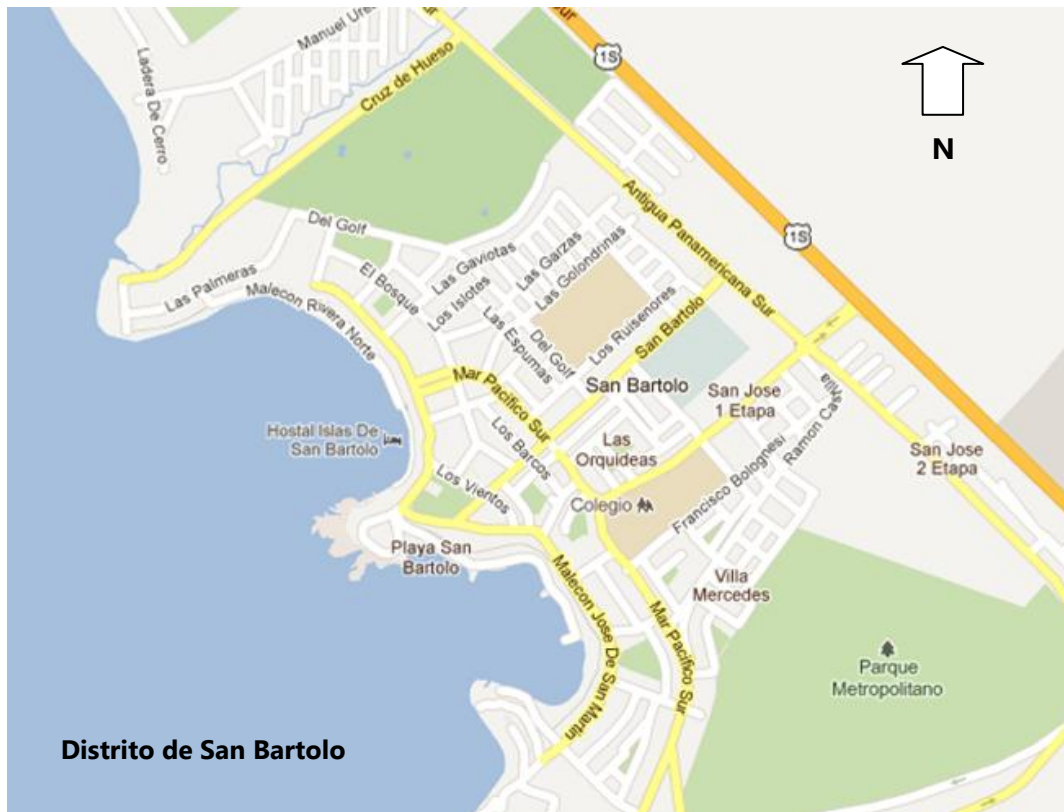 Sur
1S
N
Manuel Ure
Cruz de Hueso
Ladera De Cerro
Antigua Panamericana Sur
1S
Del Golf
Las Gaviotas
Las Garzas
Las Golondrinas
El Bosque
Los Islotes
Las Palmeras
Malecon Rivera Norte
Las Espumas
Del Golf
Los Ruisenores
San Bartolo
Mar Pacifico Sur
San Bartolo
San Jose
1 Etapa
Ramon Castilla
Hostal Islas De
San Bartolo
Los Barcos
Las
Orquideas
Francisco Bolognesi
San Jose
2 Etapa
Los Vientos
Colegio
Playa San
Bartolo
Villa
Mercedes
Malecon Jose De San Martin
Mar Pacifico Sur
Parque
Metropolitano
Distrito de San Bartolo